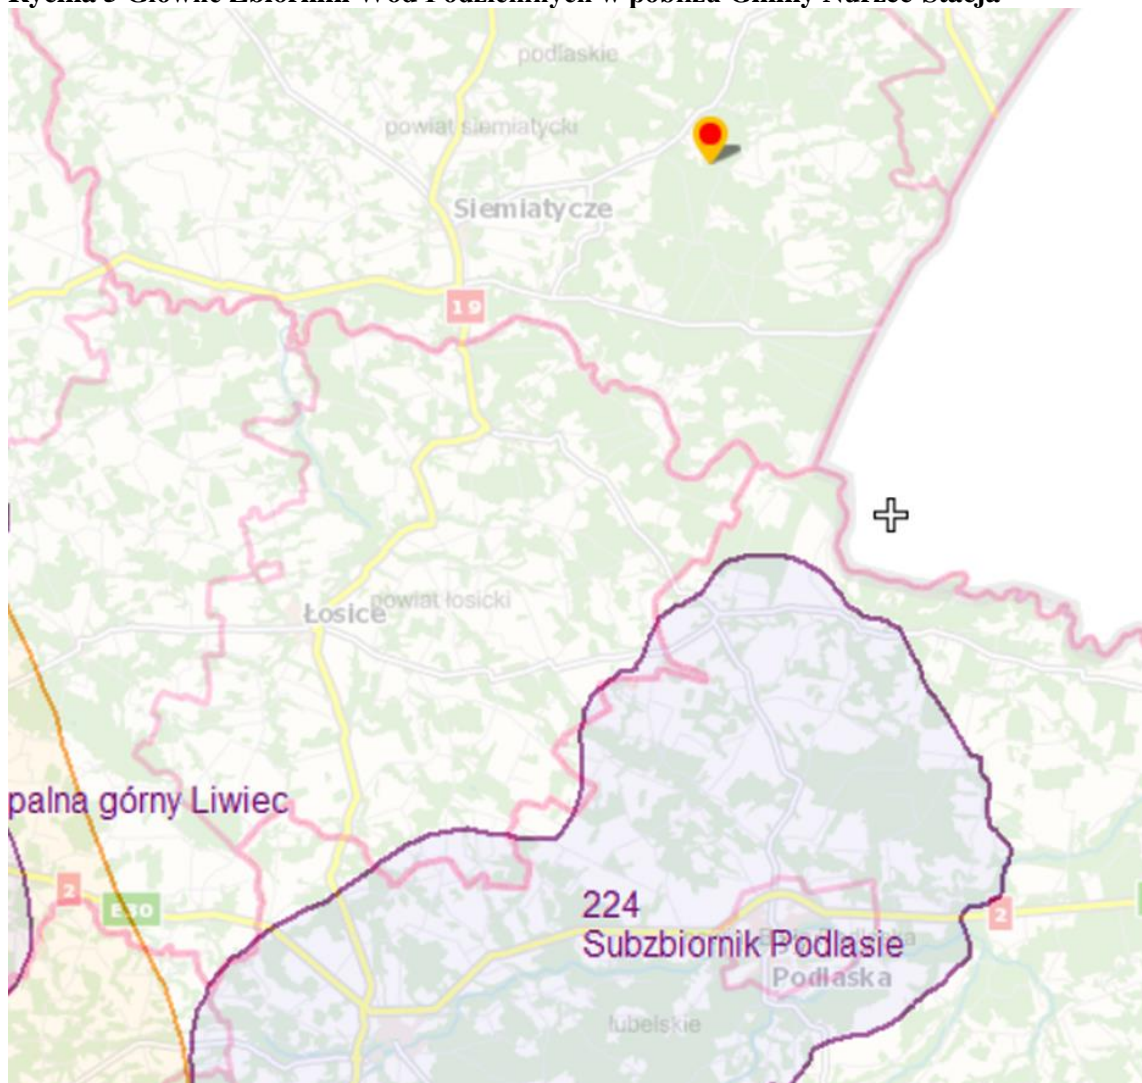 Rycina 3 Główne Zbiorniki Wód Podziemnych w pobliżu Gminy Nurzec-Stacja
podlaskie
powiat siemiatycki
Siemiatycze
19
powiat łosicki
Łosice
palna górny Liwiec
2
E30
224
2
Subzbiornik Podlasie
Podlaska
lubelskie